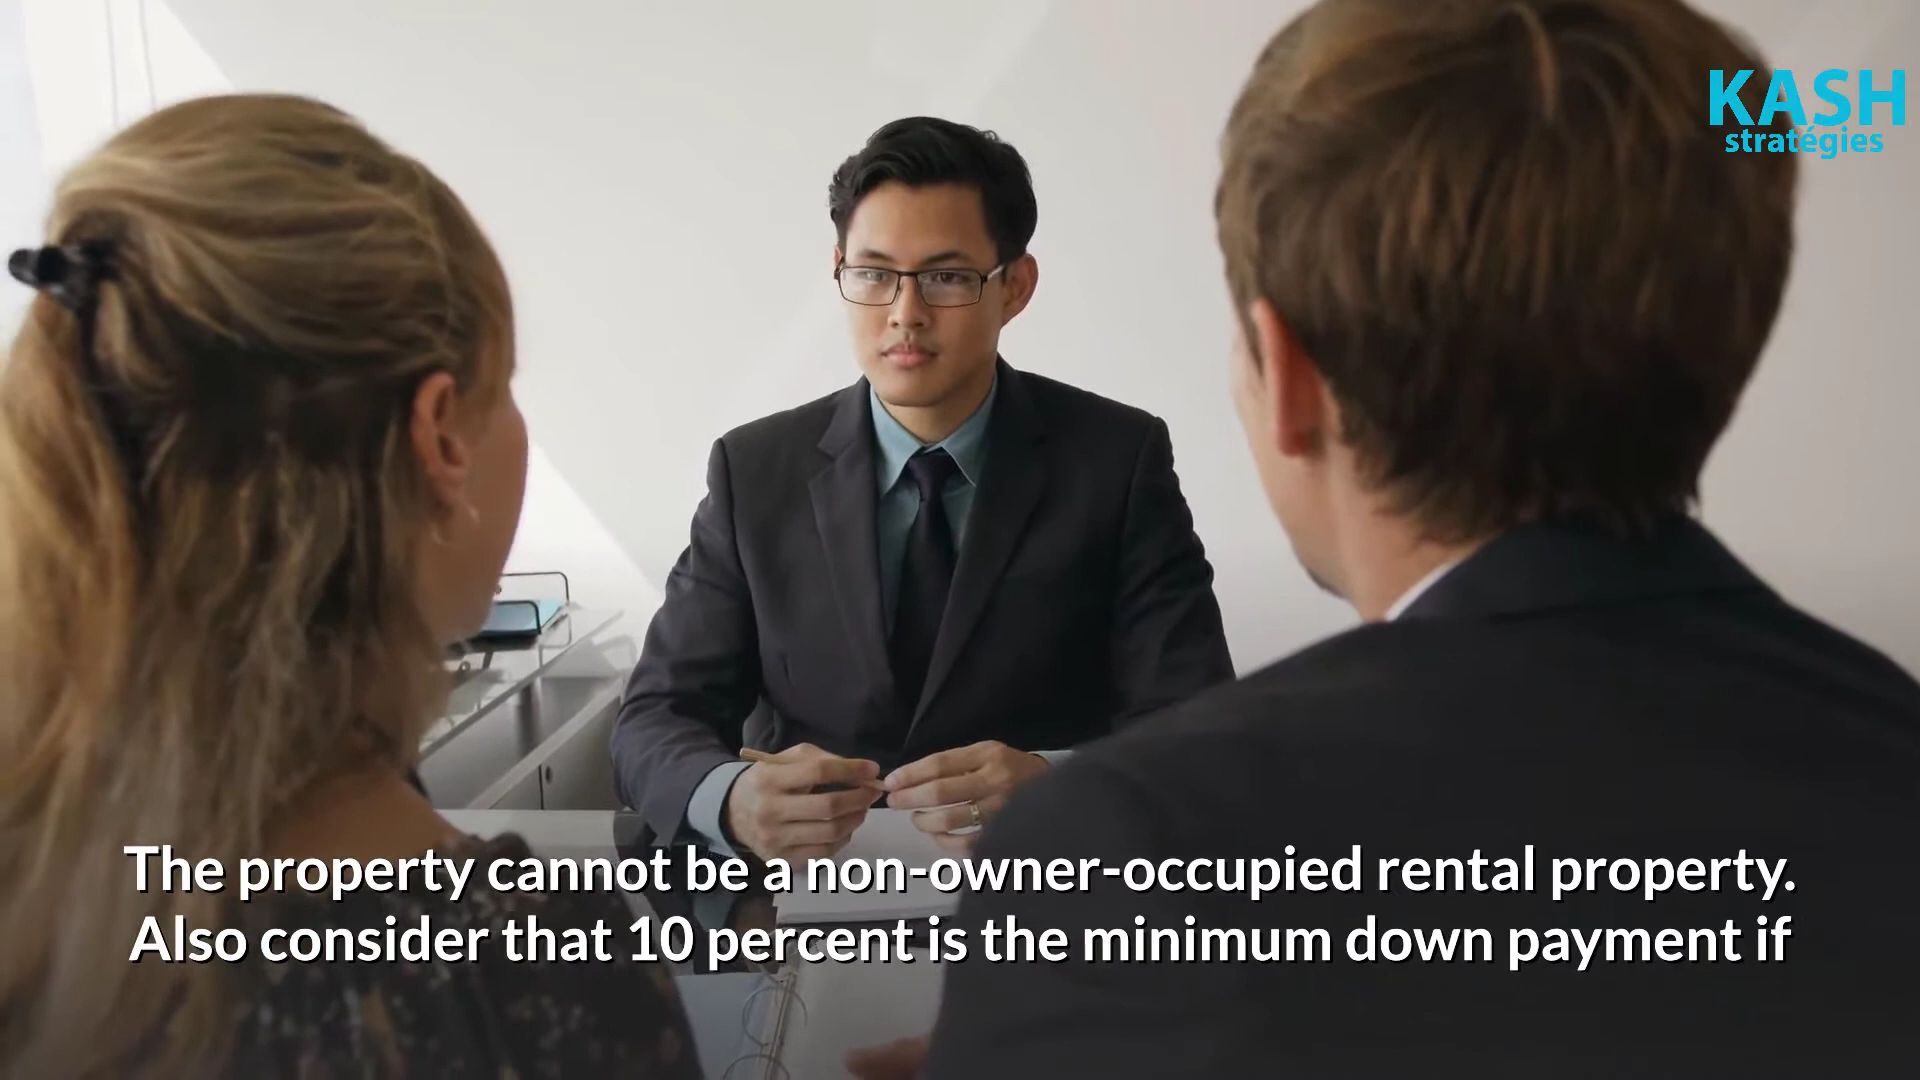 KASH
stratégies
The property cannot be a non-owner-occupied rental property.
Also consider that 10 percent is the minimum down payment if